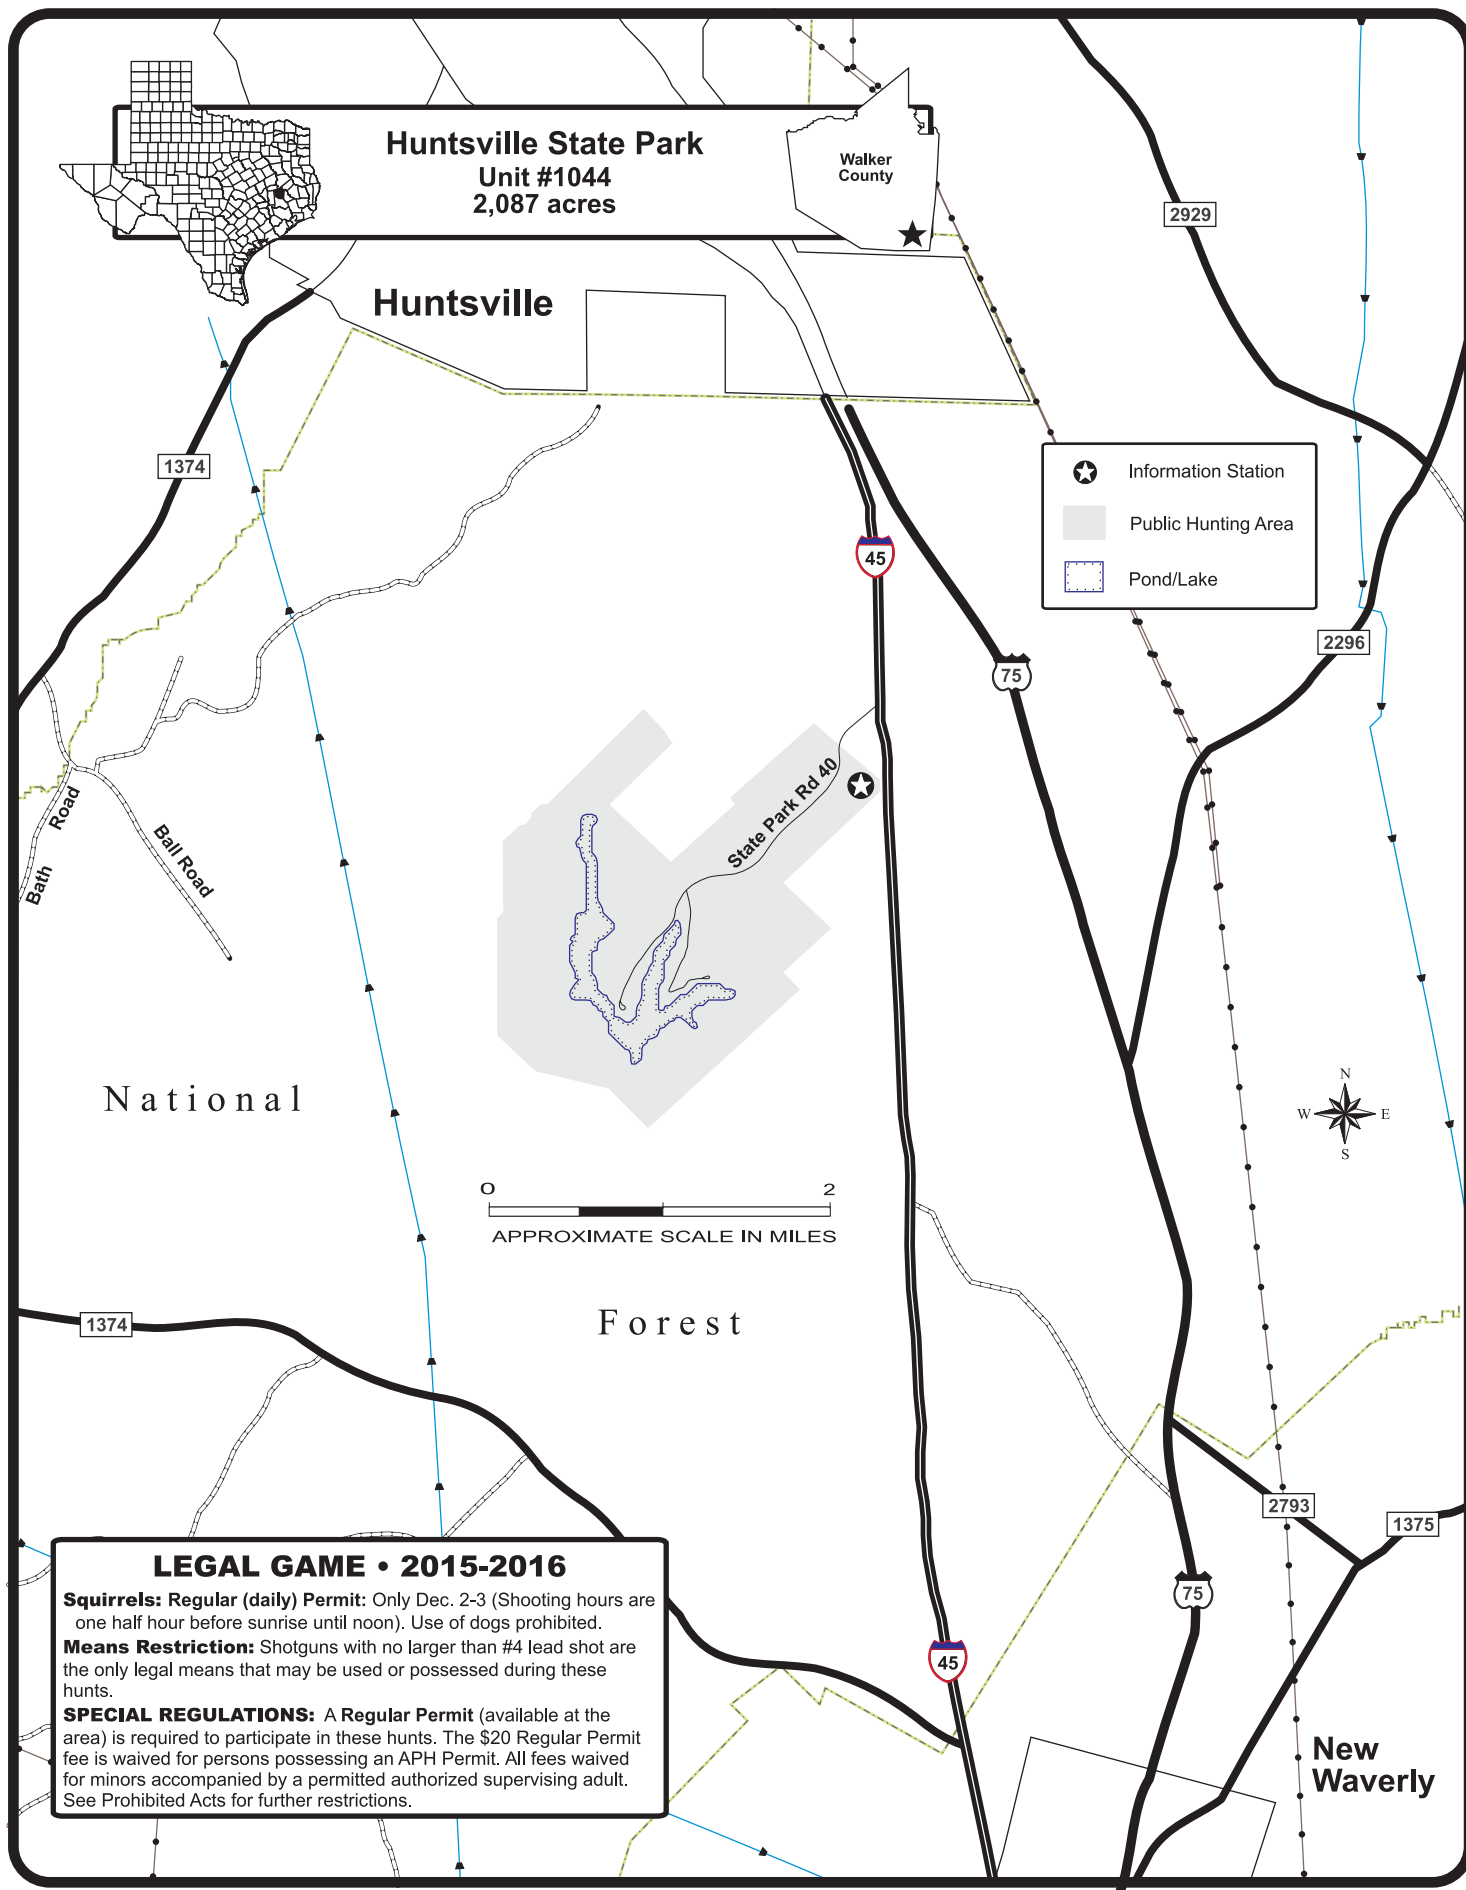 Huntsville State Park
Unit #1044
2,087 acres
Walker
County
2929
Huntsville
1374
Information Station
Public Hunting Area
Pond/Lake
45
2296
75
State Park Rd 40
Bath Road
Ball Road
National
N
W E
S
0 2
APPROXIMATE SCALE IN MILES
Forest
1374
2793
1375
75
45
New
Waverly
LEGAL GAME • 2015-2016
Squirrels: Regular (daily) Permit: Only Dec. 2-3 (Shooting hours are
one half hour before sunrise until noon). Use of dogs prohibited.
Means Restriction: Shotguns with no larger than #4 lead shot are
the only legal means that may be used or possessed during these
hunts.
SPECIAL REGULATIONS: A Regular Permit (available at the
area) is required to participate in these hunts. The $20 Regular Permit
fee is waived for persons possessing an APH Permit. All fees waived
for minors accompanied by a permitted authorized supervising adult.
See Prohibited Acts for further restrictions.